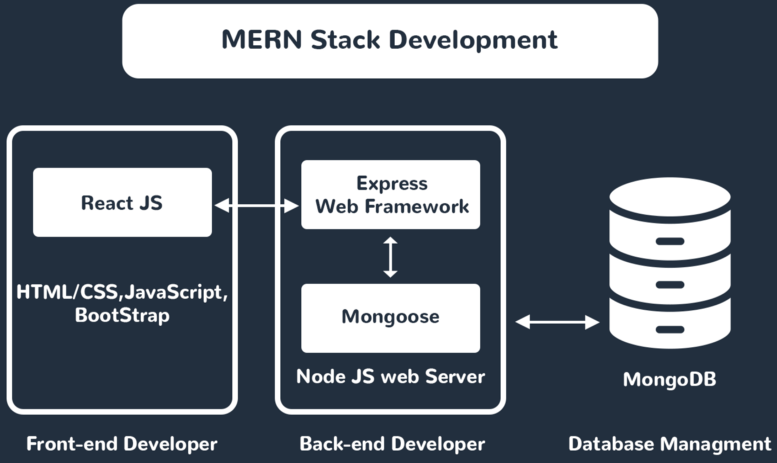 MERN Stack Development
React JS
HTML/CSS,JavaScript,
BootStrap
Front-end Developer
Express
Web Framework
Mongoose
Node JS web Server
Back-end Developer
MongoDB
Database Managment